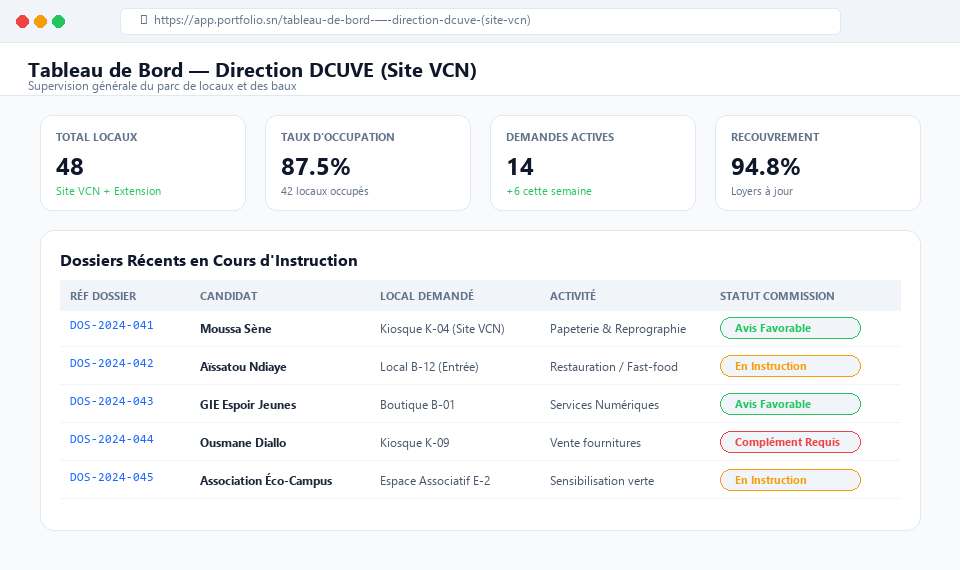 https://app.portfolio.sn/tableau-de-bord-—-direction-dcuve-(site-vcn)
Tableau de Bord — Direction DCUVE (Site VCN)
Supervision générale du parc de locaux et des baux
TOTAL LOCAUX
48
Site VCN + Extension
TAUX D'OCCUPATION
87.5%
42 locaux occupés
DEMANDES ACTIVES
14
+6 cette semaine
RECOUVREMENT
94.8%
Loyers à jour
Dossiers Récents en Cours d'Instruction
RÉF DOSSIER CANDIDAT LOCAL DEMANDÉ ACTIVITÉ STATUT COMMISSION
DOS-2024-041 Moussa Sène Kiosque K-04 (Site VCN) Papeterie & Reprographie Avis Favorable
DOS-2024-042 Aïssatou Ndiaye Local B-12 (Entrée) Restauration / Fast-food En Instruction
DOS-2024-043 GIE Espoir Jeunes Boutique B-01 Services Numériques Avis Favorable
DOS-2024-044 Ousmane Diallo Kiosque K-09 Vente fournitures Complément Requis
DOS-2024-045 Association Éco-Campus Espace Associatif E-2 Sensibilisation verte En Instruction